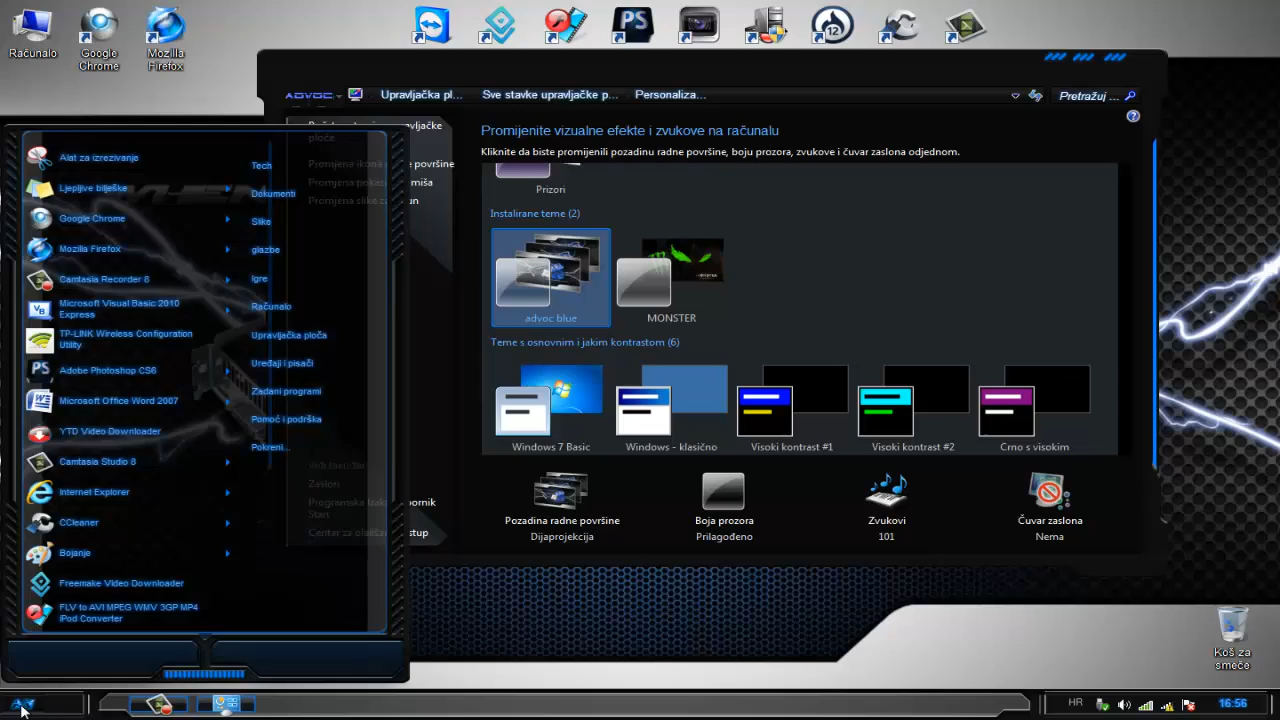 Računalo
Google
Chrome
Mozilla
Firefox
PS
12
ADVOC
Upravljačka pl...
Sve stavke upravljačke p...
Personaliza...
Pretražuj ...
Promijenite vizualne efekte i zvukove na računalu
Kliknite da biste promijenili pozadinu radne površine, boju prozora, zvukove i čuvar zaslona odjednom.
Prizori
Instalirane teme (2)
advoc blue
MONSTER
Teme s osnovnim i jakim kontrastom (6)
Windows 7 Basic
Windows - klasično
Visoki kontrast #1
Visoki kontrast #2
Crno s visokim
Pozadina radne površine
Dijaprojekcija
Boja prozora
Prilagođeno
Zvukovi
101
Čuvar zaslona
Nema
Alat za izrezivanje
Ljepljive bilješke
Google Chrome
Mozilla Firefox
Camtasia Recorder 8
Microsoft Visual Basic 2010
Express
TP-LINK Wireless Configuration
Utility
Adobe Photoshop CS6
Microsoft Office Word 2007
YTD Video Downloader
Camtasia Studio 8
Internet Explorer
CCleaner
Bojanje
Freemake Video Downloader
FLV to AVI MPEG WMV 3GP MP4
iPod Converter
Tech
Dokumenti
Slike
glazbe
Igre
Računalo
Upravljačka ploča
Uređaji i pisači
Zadani programi
Pomoć i podrška
Pokreni...
Koš za
smeće
HR
16:56